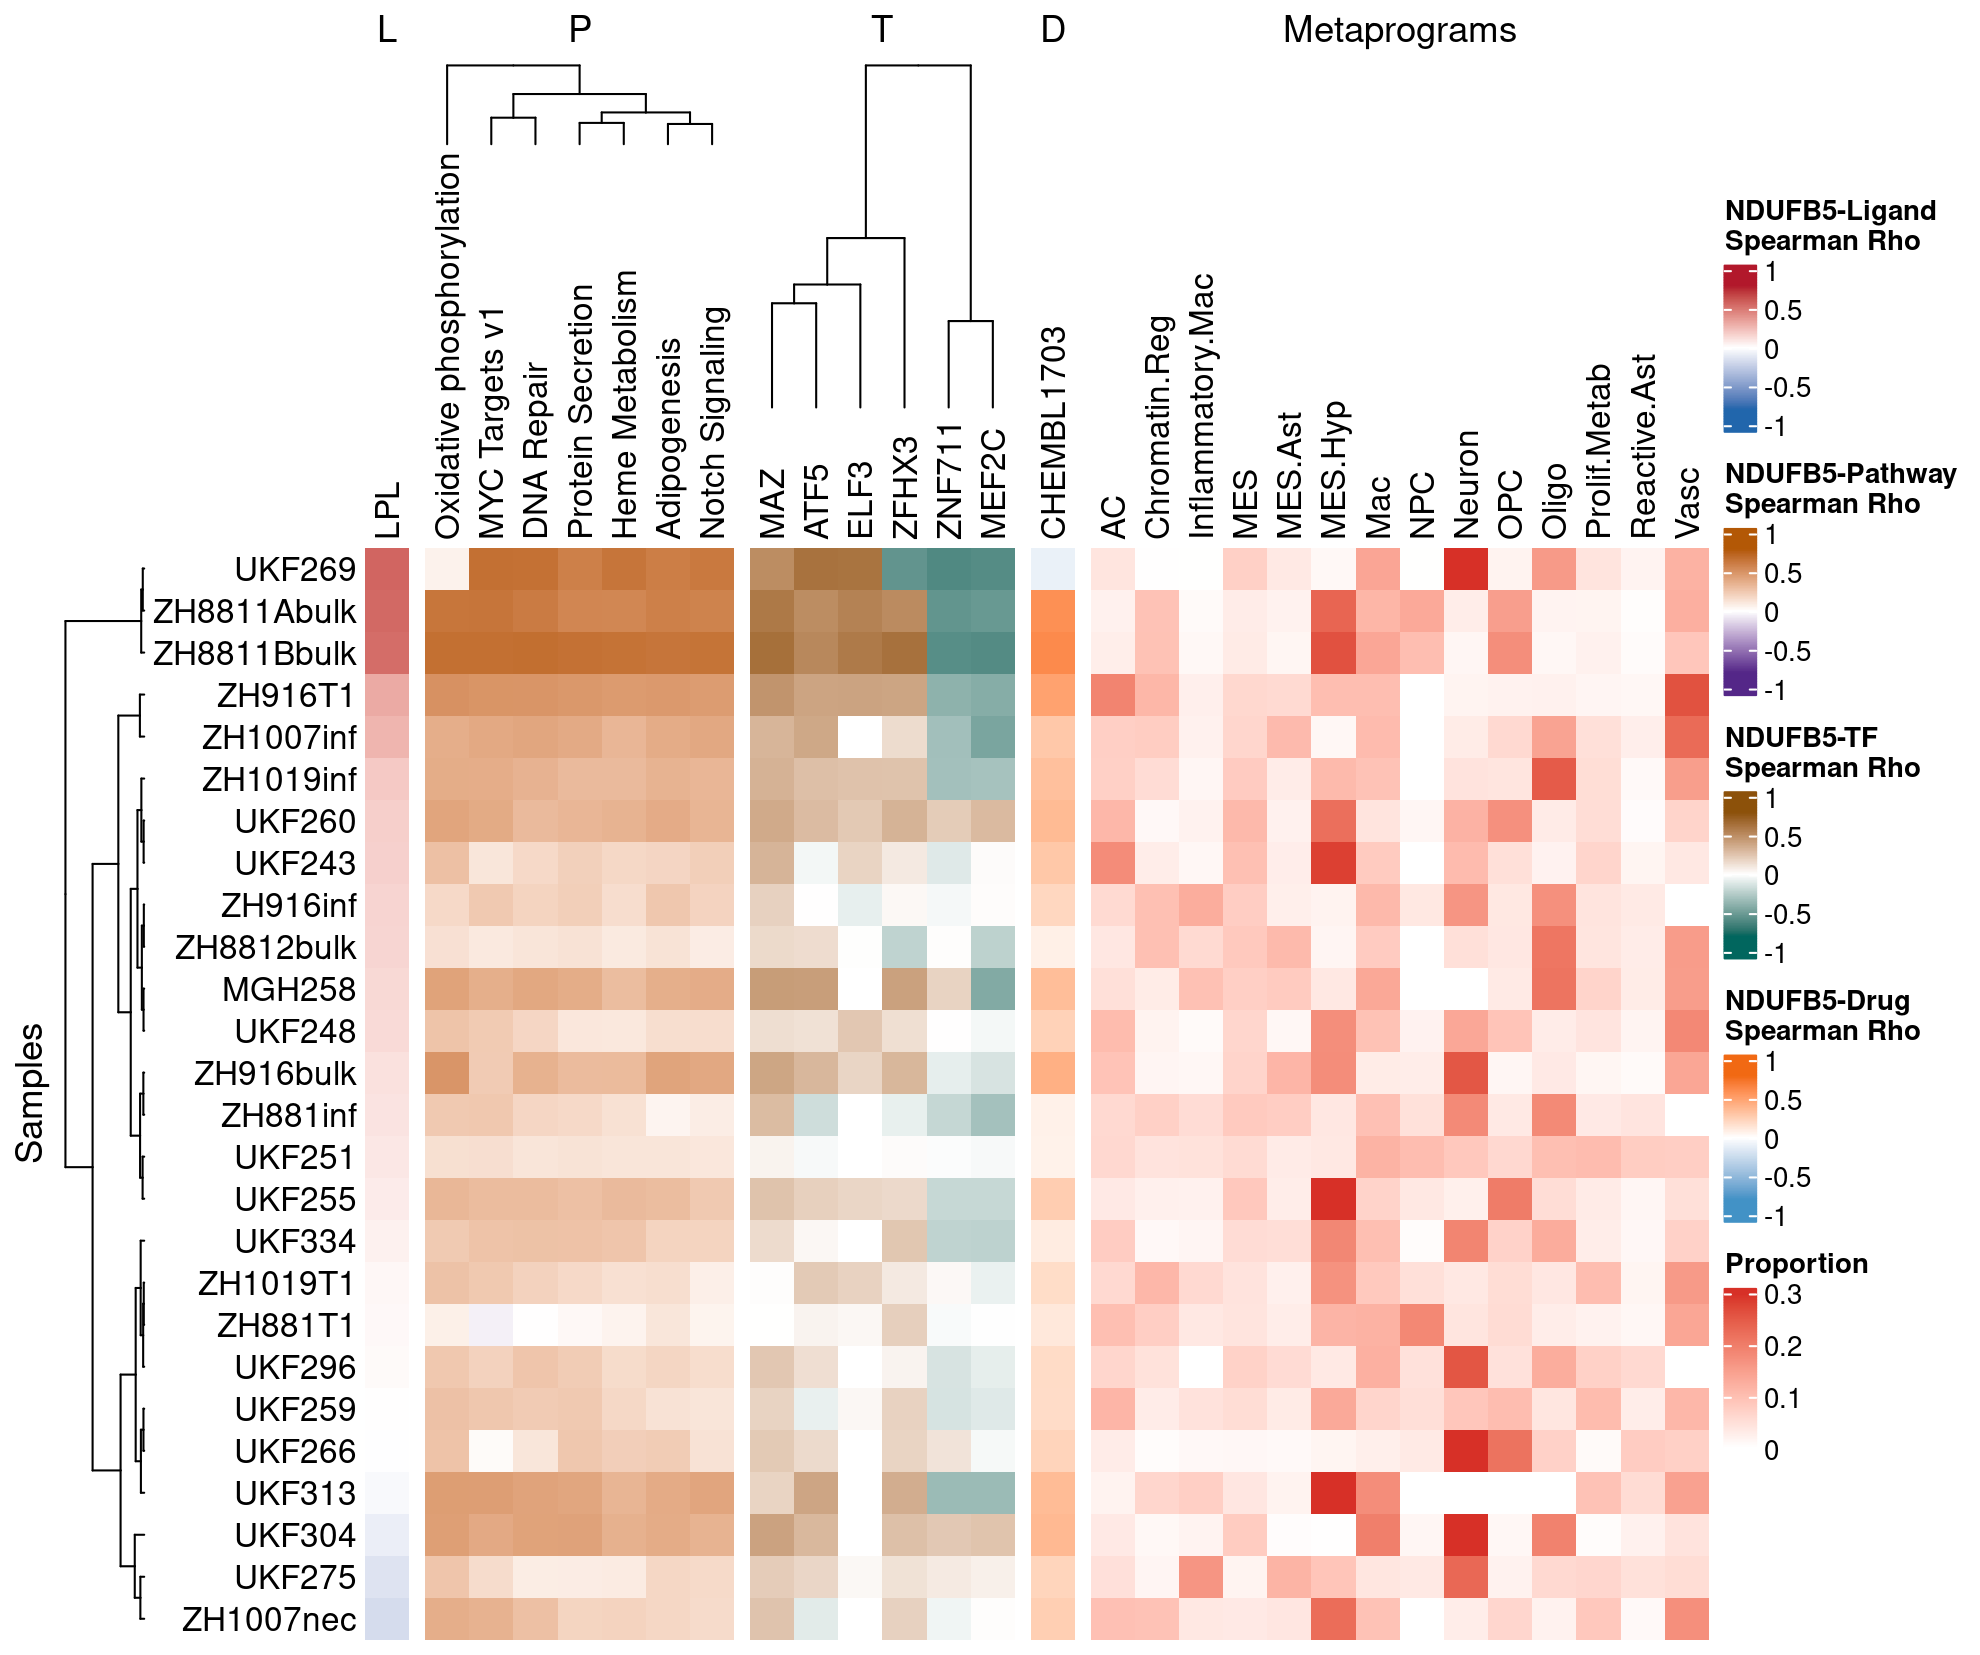 L P T D Metaprograms
LPL
Oxidative phosphorylation
MYC Targets v1
DNA Repair
Protein Secretion
Heme Metabolism
Adipogenesis
Notch Signaling
MAZ
ATF5
ELF3
ZFHX3
ZNF711
MEF2C
CHEMBL1703
AC
Chromatin.Reg
Inflammatory.Mac
MES
MES.Ast
MES.Hyp
Mac
NPC
Neuron
OPC
Oligo
Prolif.Metab
Reactive.Ast
Vasc
Samples
UKF269
ZH8811Abulk
ZH8811Bbulk
ZH916T1
ZH1007inf
ZH1019inf
UKF260
UKF243
ZH916inf
ZH8812bulk
MGH258
UKF248
ZH916bulk
ZH881inf
UKF251
UKF255
UKF334
ZH1019T1
ZH881T1
UKF296
UKF259
UKF266
UKF313
UKF304
UKF275
ZH1007nec
NDUFB5-Ligand
Spearman Rho
1
0.5
0
-0.5
-1
NDUFB5-Pathway
Spearman Rho
1
0.5
0
-0.5
-1
NDUFB5-TF
Spearman Rho
1
0.5
0
-0.5
-1
NDUFB5-Drug
Spearman Rho
1
0.5
0
-0.5
-1
Proportion
0.3
0.2
0.1
0